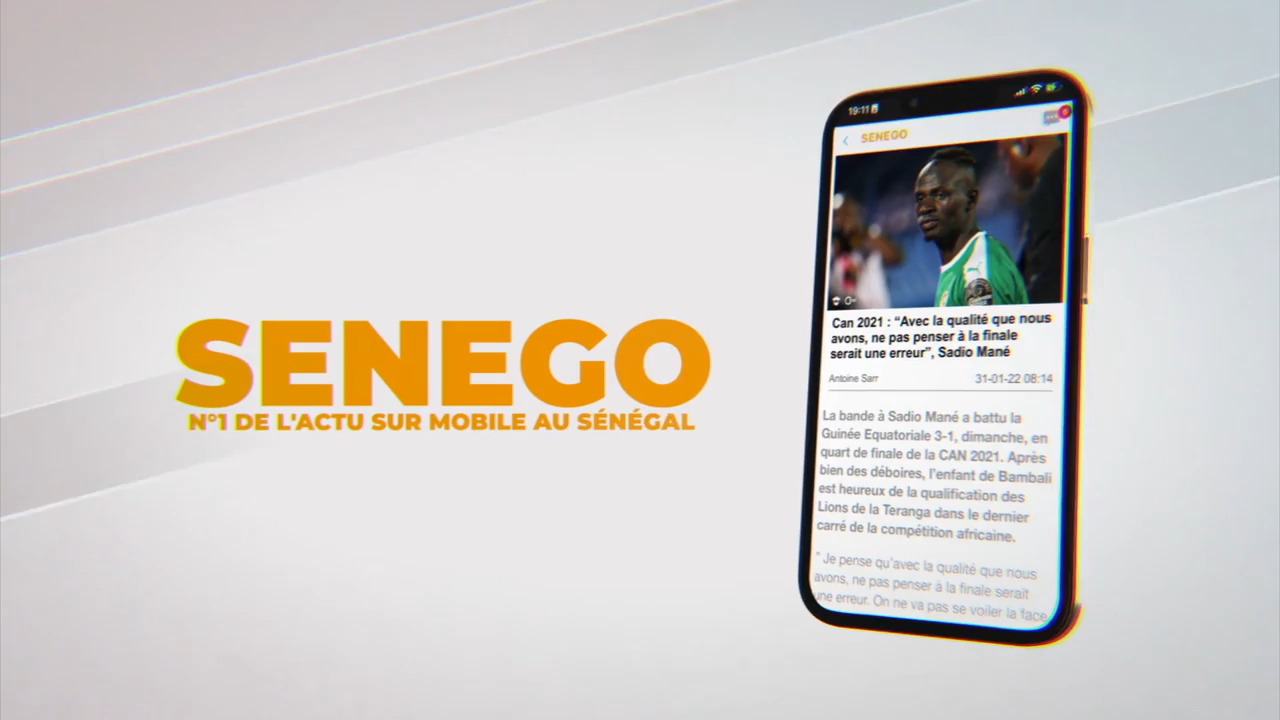 SENEGO
N°1 DE L'ACTU SUR MOBILE AU SÉNÉGAL
19:11
SENEGO
Can 2021 : “Avec la qualité que nous
avons, ne pas penser à la finale
serait une erreur”, Sadio Mané
Antoine Sarr 31-01-22 08:14
La bande à Sadio Mané a battu la
Guinée Equatoriale 3-1, dimanche, en
quart de finale de la CAN 2021. Après
bien des déboires, l’enfant de Bambali
est heureux de la qualification des
Lions de la Teranga dans le dernier
carré de la compétition africaine.
" Je pense qu’avec la qualité que nous
avons, ne pas penser à la finale serait
une erreur. On ne va pas se voiler la face